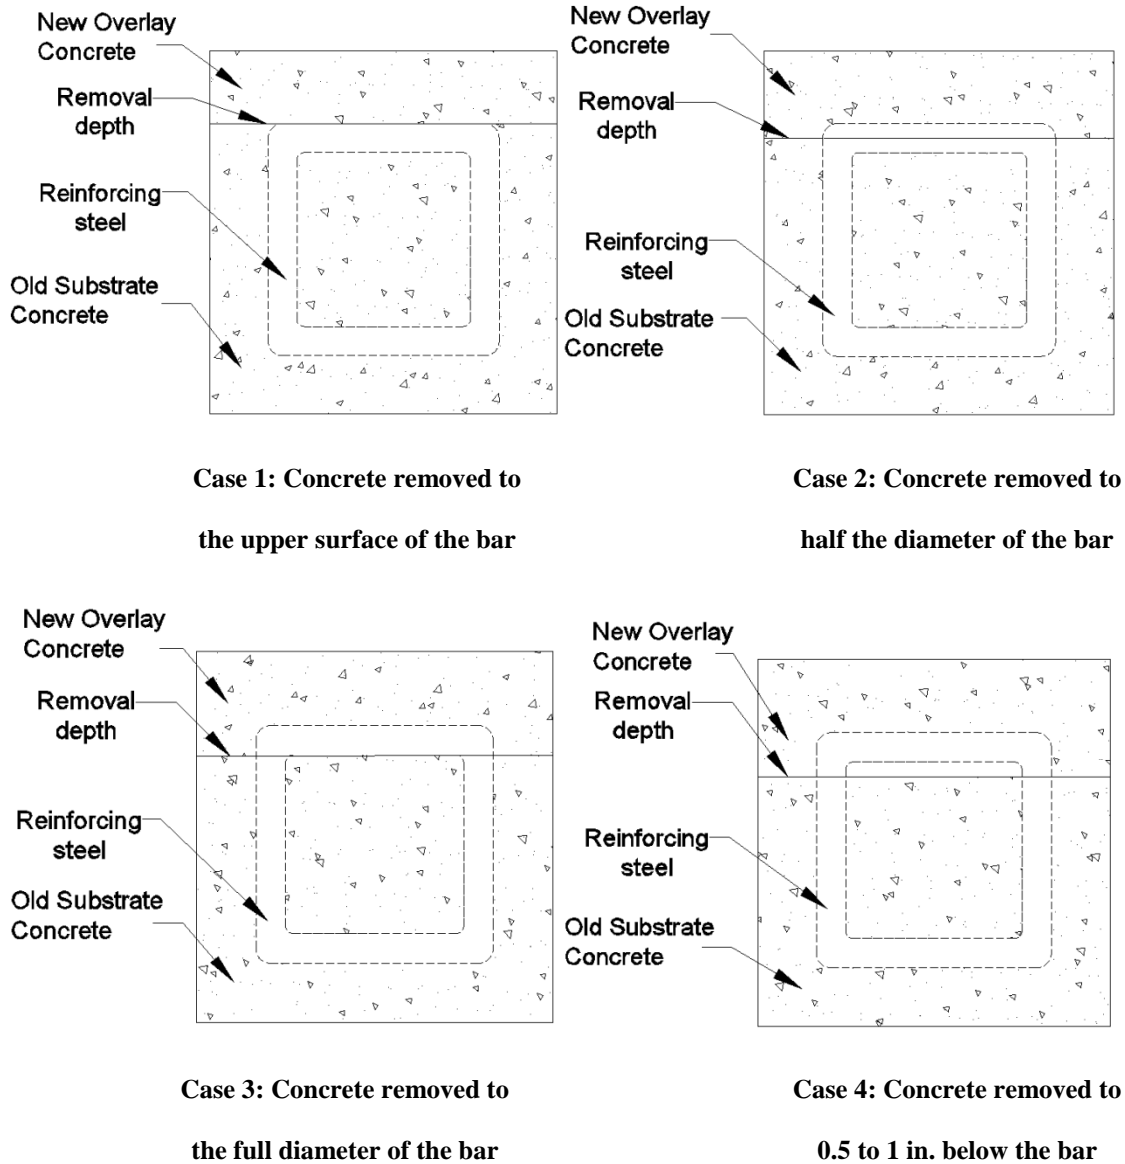 New Overlay
Concrete
Removal
depth
Reinforcing
steel
Old Substrate
Concrete
Case 1: Concrete removed to
the upper surface of the bar
New Overlay
Concrete
Removal
depth
Reinforcing
steel
Old Substrate
Concrete
Case 2: Concrete removed to
half the diameter of the bar
New Overlay
Concrete
Removal
depth
Reinforcing
steel
Old Substrate
Concrete
Case 3: Concrete removed to
the full diameter of the bar
New Overlay
Concrete
Removal
depth
Reinforcing
steel
Old Substrate
Concrete
Case 4: Concrete removed to
0.5 to 1 in. below the bar